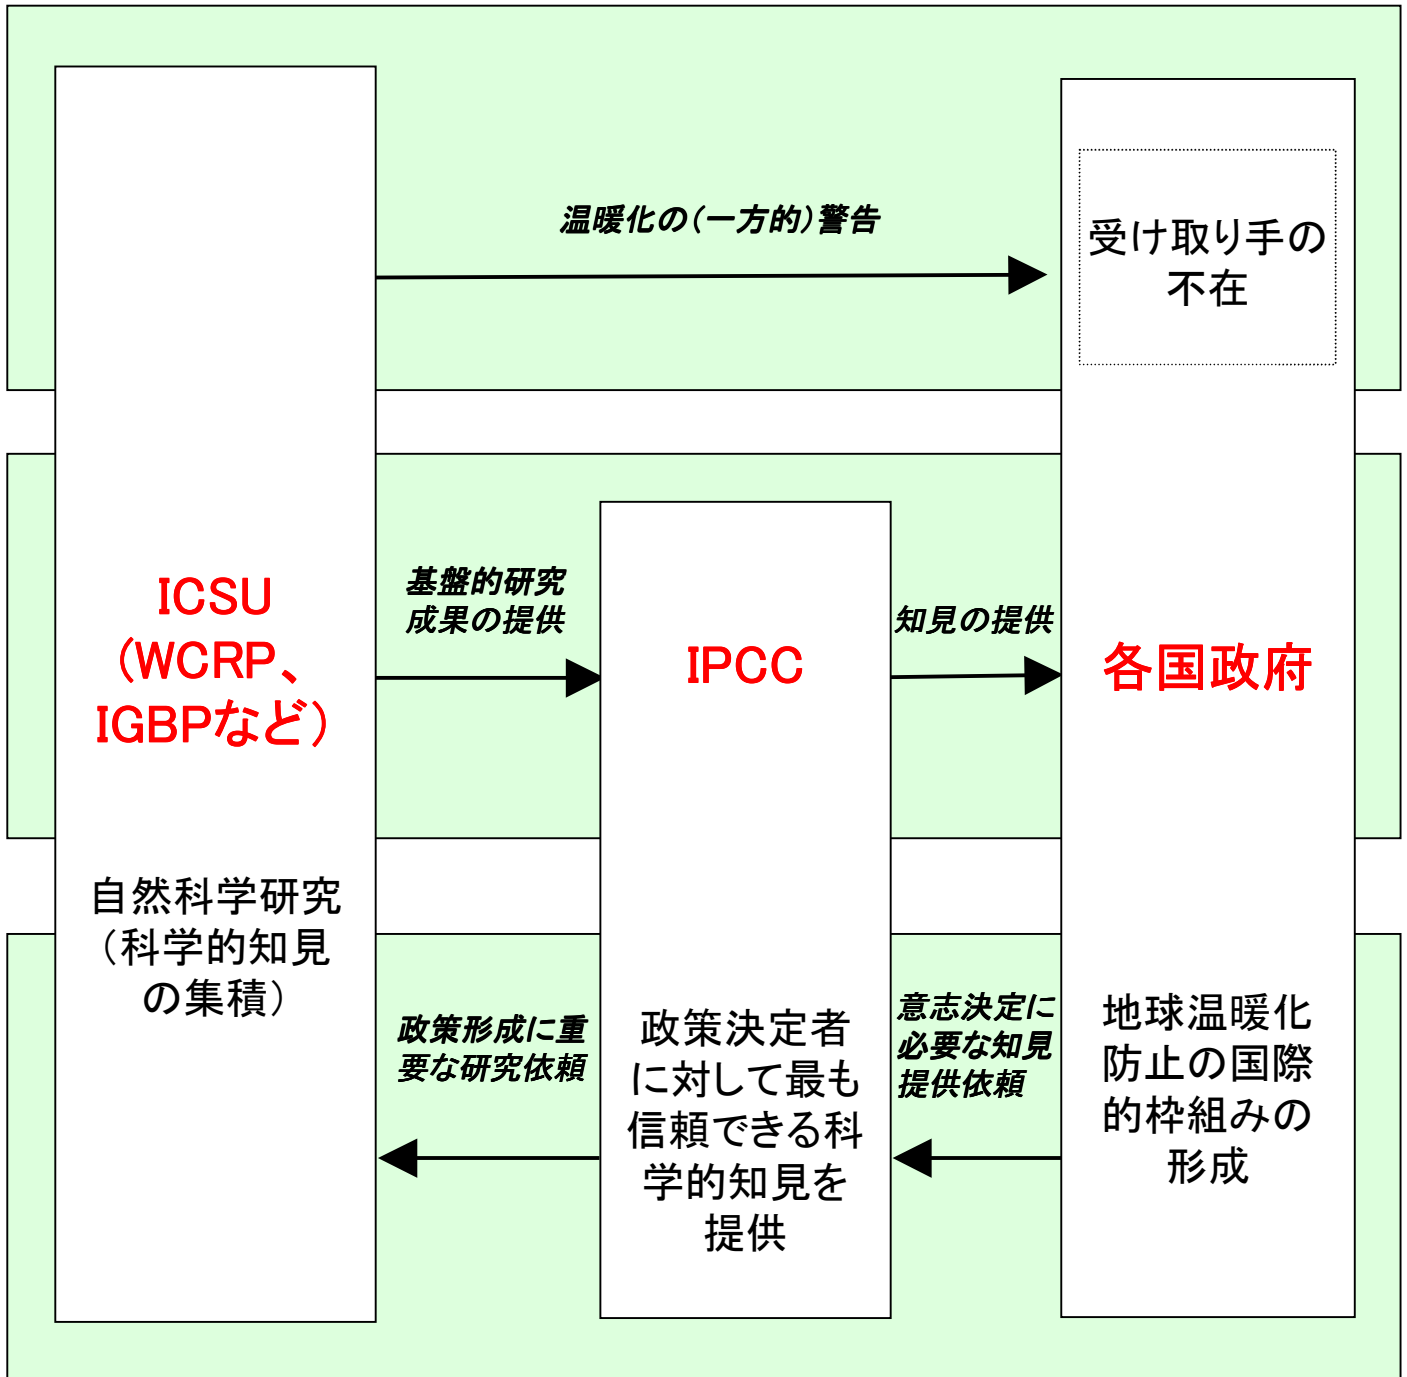 温暖化の（一方的）警告
受け取り手の
不在
ICSU
（WCRP、
IGBPなど）
自然科学研究
（科学的知見
の集積）
基盤的研究
成果の提供
IPCC
知見の提供
各国政府
政策形成に重
要な研究依頼
政策決定者
に対して最も
信頼できる科
学的知見を
提供
意志決定に
必要な知見
提供依頼
地球温暖化
防止の国際
的枠組みの
形成